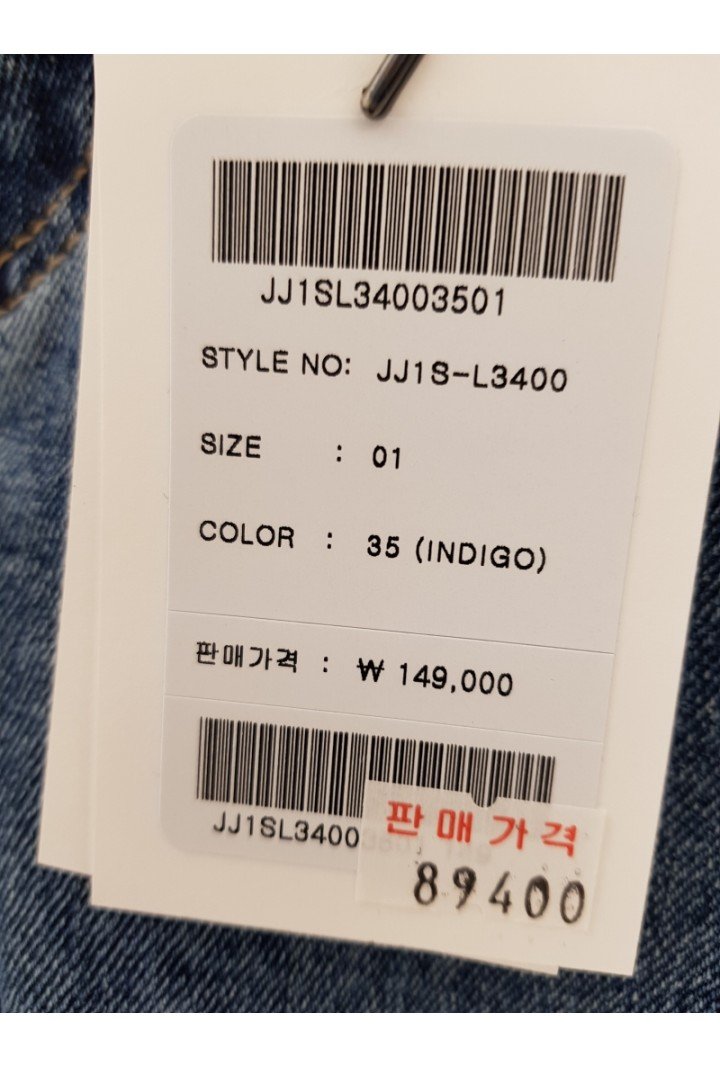 JJ1SL34003501
STYLE NO: JJ1S-L3400
SIZE : 01
COLOR : 35 (INDIGO)
판매가격 : ₩ 149,000
JJ1SL3400
판매가격
89400